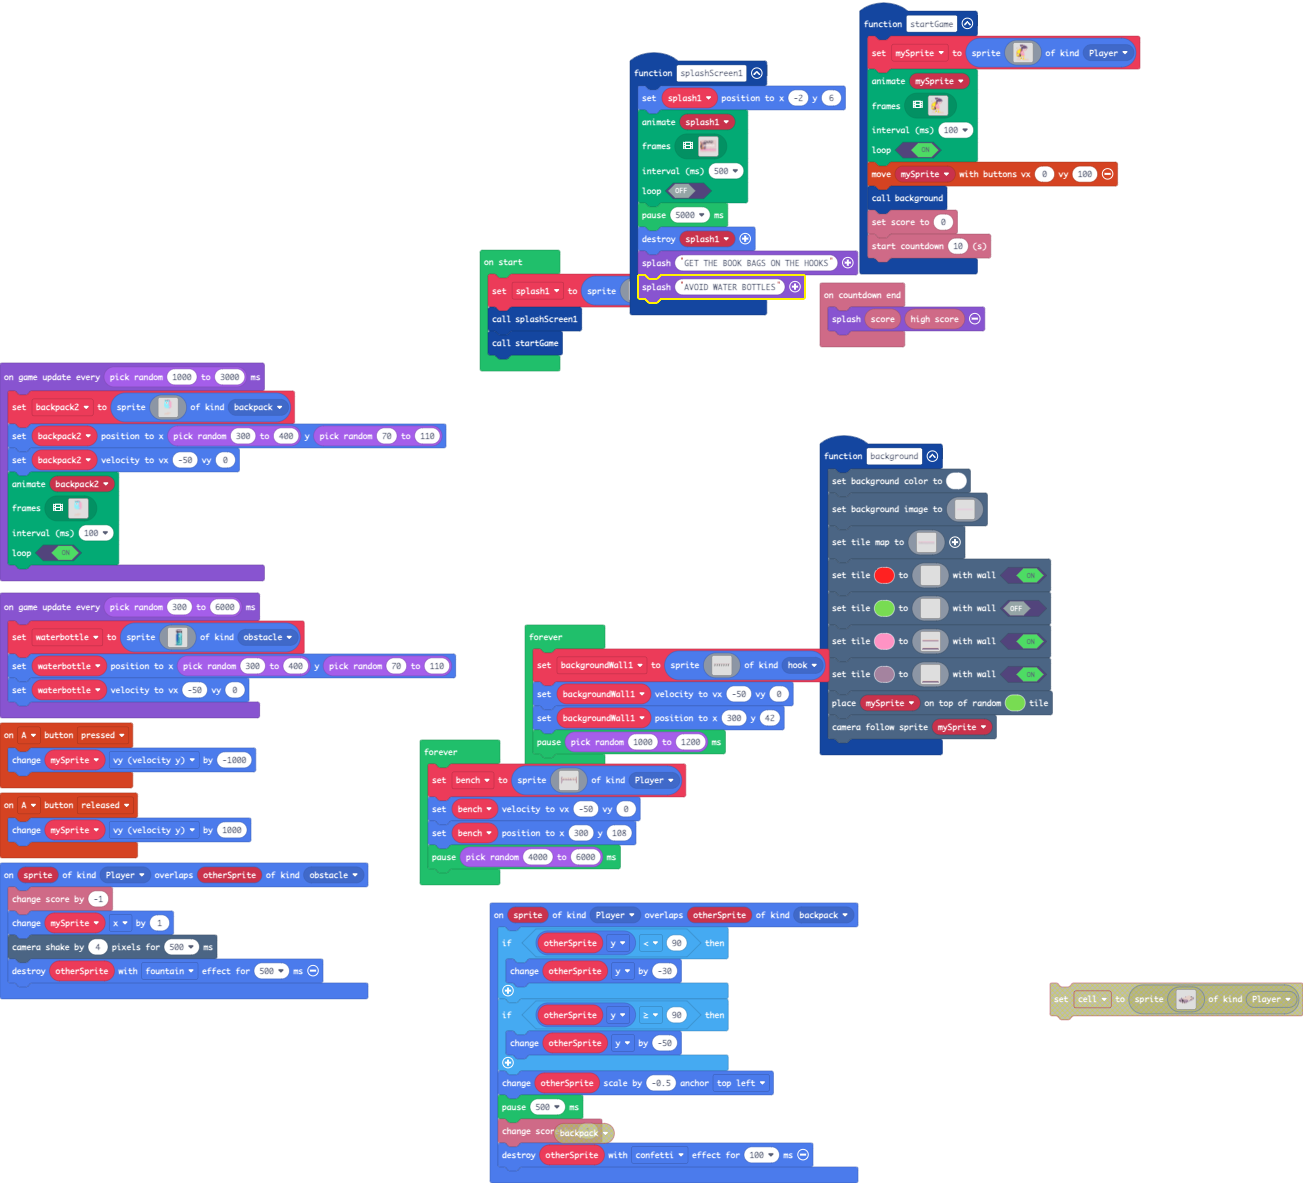 function startGame
set mySprite to sprite of kind Player
animate mySprite
frames
interval (ms) 100
loop ON
move mySprite with buttons vx 0 vy 100
call background
set score to 0
start countdown 10 (s)
function splashScreen1
set splash1 position to x -2 y 6
animate splash1
frames
interval (ms) 500
loop OFF
pause 5000 ms
destroy splash1
splash "GET THE BOOK BAGS ON THE HOOKS"
splash "AVOID WATER BOTTLES"
on start
set splash1 to sprite
call splashScreen1
call startGame
on countdown end
splash score high score
on game update every pick random 1000 to 3000 ms
set backpack2 to sprite of kind backpack
set backpack2 position to x pick random 300 to 400 y pick random 70 to 110
set backpack2 velocity to vx -50 vy 0
animate backpack2
frames
interval (ms) 100
loop ON
function background
set background color to
set background image to
set tile map to
set tile to with wall ON
set tile to with wall OFF
set tile to with wall ON
set tile to with wall ON
place mySprite on top of random tile
camera follow sprite mySprite
on game update every pick random 300 to 6000 ms
set waterbottle to sprite of kind obstacle
set waterbottle position to x pick random 300 to 400 y pick random 70 to 110
set waterbottle velocity to vx -50 vy 0
forever
set backgroundWall1 to sprite of kind hook
set backgroundWall1 velocity to vx -50 vy 0
set backgroundWall1 position to x 300 y 42
pause pick random 1000 to 1200 ms
on A button pressed
change mySprite vy (velocity y) by -1000
forever
set bench to sprite of kind Player
set bench velocity to vx -50 vy 0
set bench position to x 300 y 108
pause pick random 4000 to 6000 ms
on A button released
change mySprite vy (velocity y) by 1000
on sprite of kind Player overlaps otherSprite of kind obstacle
change score by -1
change mySprite x by 1
camera shake by 4 pixels for 500 ms
destroy otherSprite with fountain effect for 500 ms
on sprite of kind Player overlaps otherSprite of kind backpack
if otherSprite y < 90 then
change otherSprite y by -30
if otherSprite y ≥ 90 then
change otherSprite y by -50
change otherSprite scale by -0.5 anchor top left
pause 500 ms
change scor backpack
destroy otherSprite with confetti effect for 100 ms
set cell to sprite of kind Player